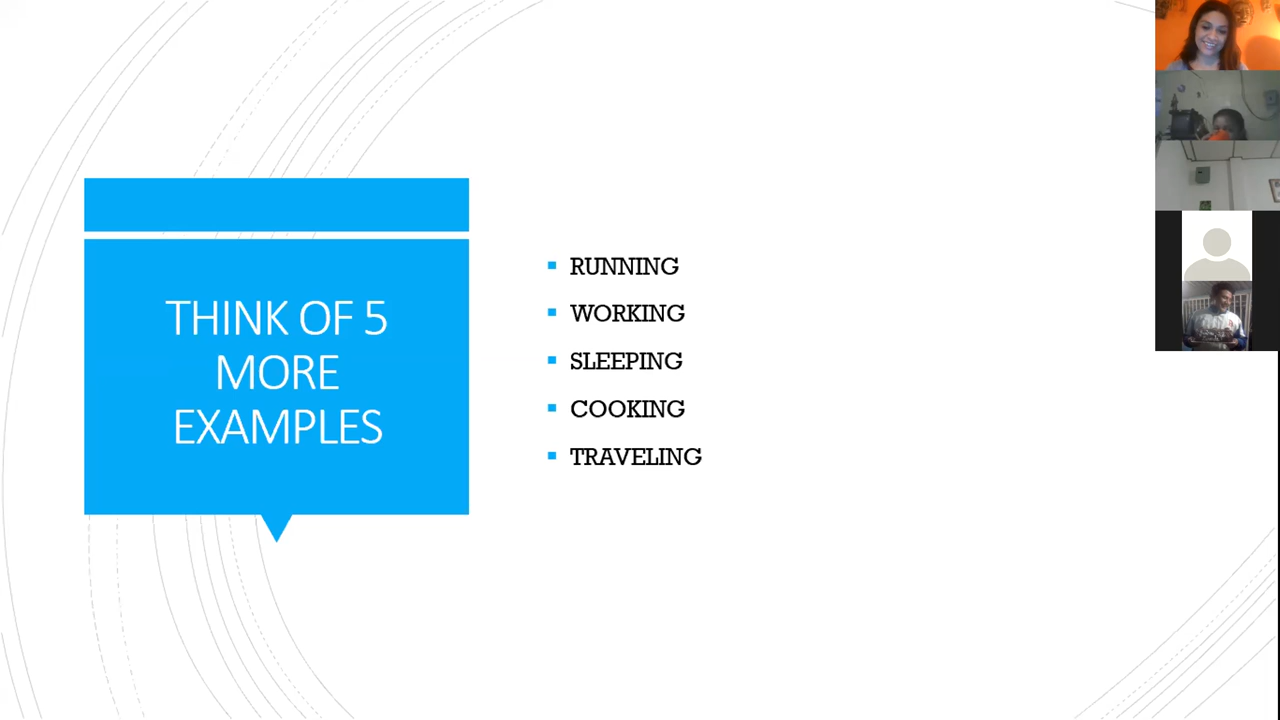 THINK OF 5
MORE
EXAMPLES
RUNNING
WORKING
SLEEPING
COOKING
TRAVELING